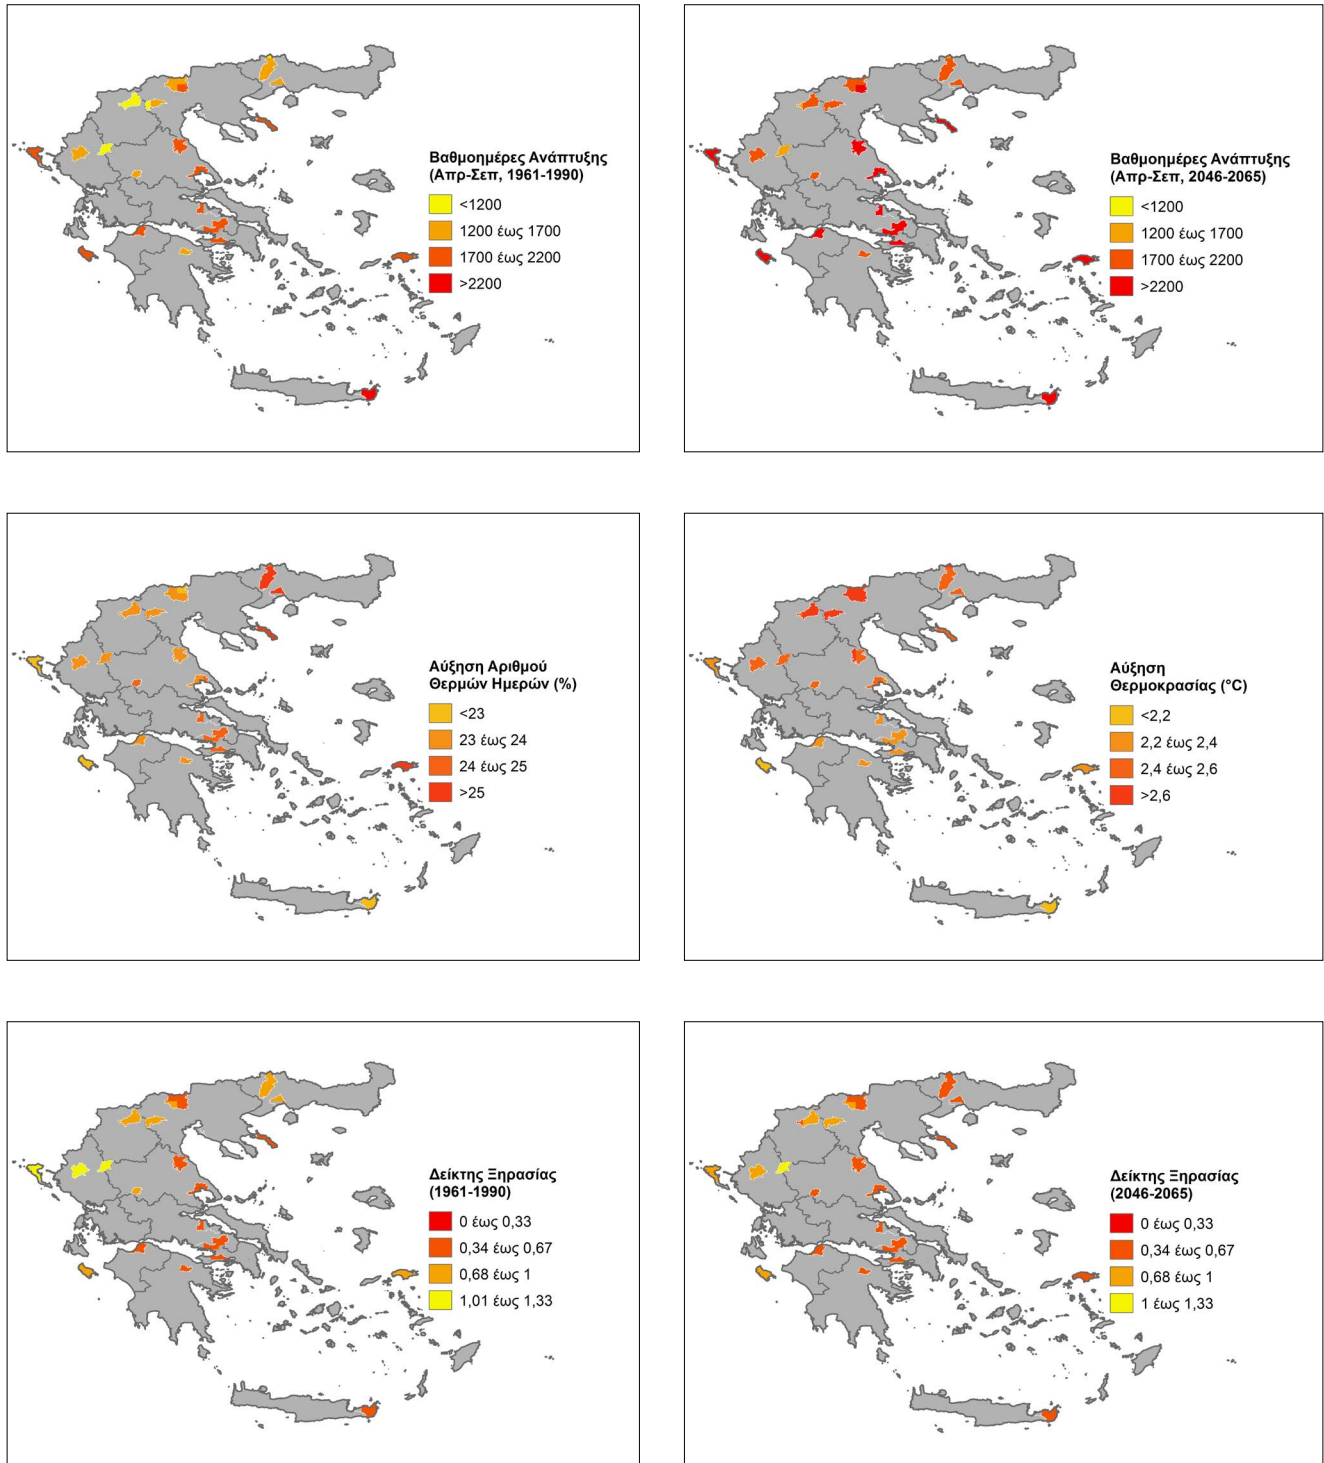 Βαθμοημέρες Ανάπτυξης
(Απρ-Σεπ, 1961-1990)
<1200
1200 έως 1700
1700 έως 2200
>2200
Βαθμοημέρες Ανάπτυξης
(Απρ-Σεπ, 2046-2065)
<1200
1200 έως 1700
1700 έως 2200
>2200
Αύξηση Αριθμού
Θερμών Ημερών (%)
<23
23 έως 24
24 έως 25
>25
Αύξηση
Θερμοκρασίας (°C)
<2,2
2,2 έως 2,4
2,4 έως 2,6
>2,6
Δείκτης Ξηρασίας
(1961-1990)
0 έως 0,33
0,34 έως 0,67
0,68 έως 1
1,01 έως 1,33
Δείκτης Ξηρασίας
(2046-2065)
0 έως 0,33
0,34 έως 0,67
0,68 έως 1
1 έως 1,33